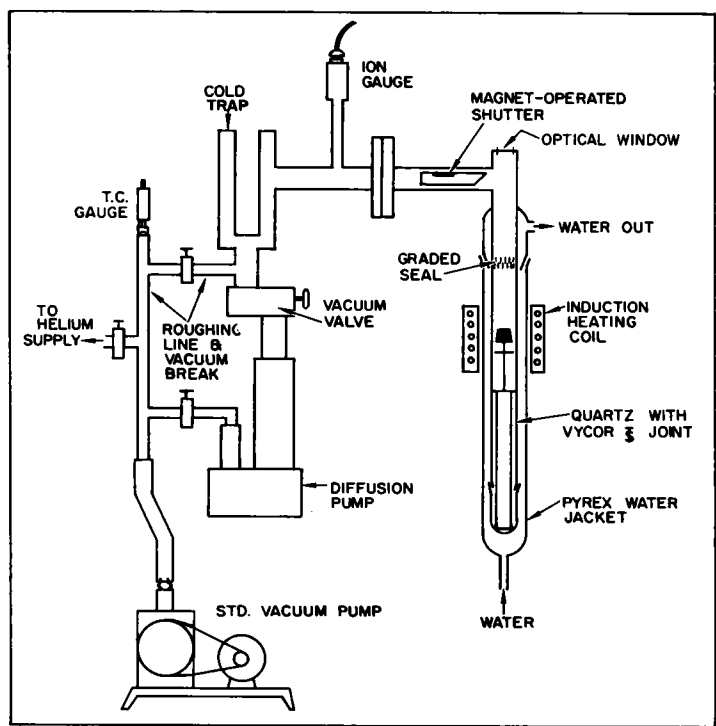 ION
GAUGE
COLD
TRAP
MAGNET-OPERATED
SHUTTER
OPTICAL WINDOW
T.C.
GAUGE
WATER OUT
GRADED
SEAL
TO
HELIUM
SUPPLY
ROUGHING
LINE &
VACUUM
BREAK
VACUUM
VALVE
INDUCTION
HEATING
COIL
QUARTZ WITH
VYCOR JOINT
DIFFUSION
PUMP
PYREX WATER
JACKET
STD. VACUUM PUMP
WATER